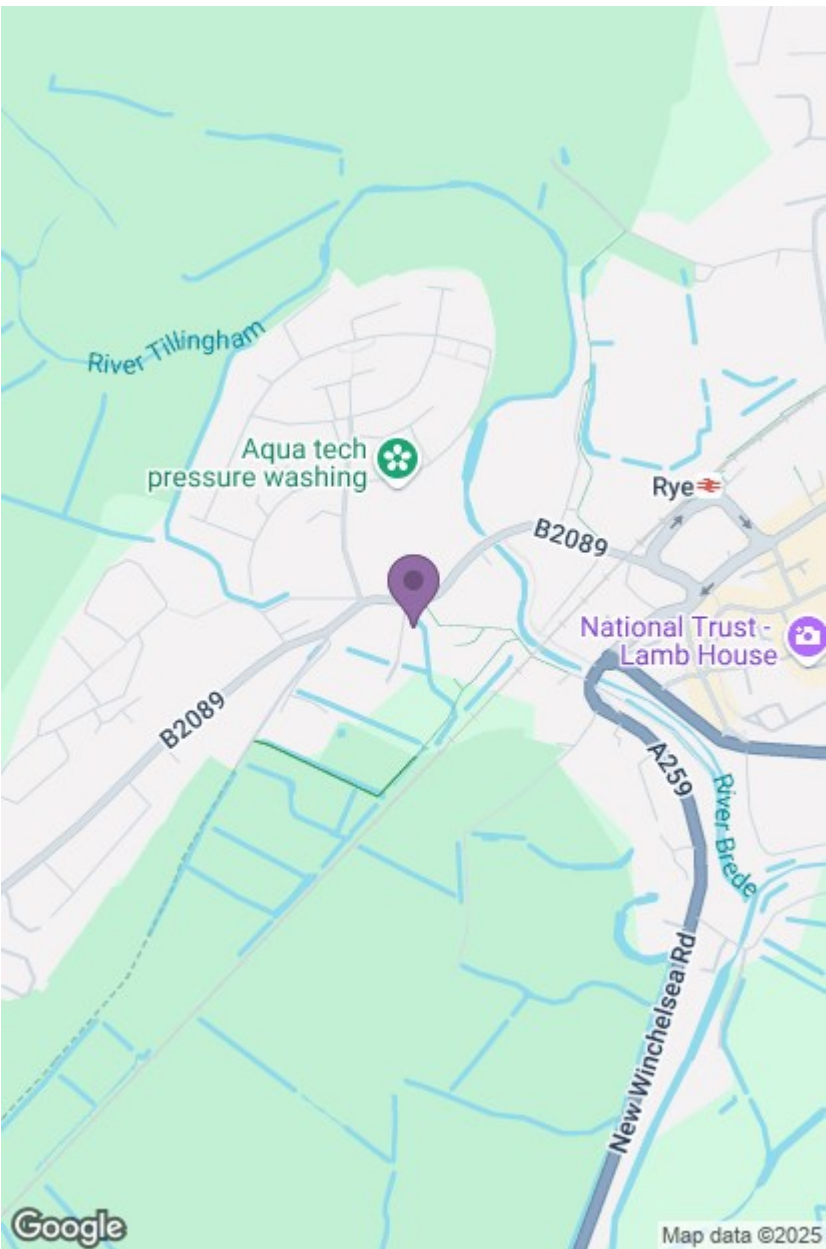 River Tillingham
Aqua tech
pressure washing
Rye
B2089
National Trust -
Lamb House
B2089
A259
River Brede
New Winchelsea Rd
Google
Map data ©2025